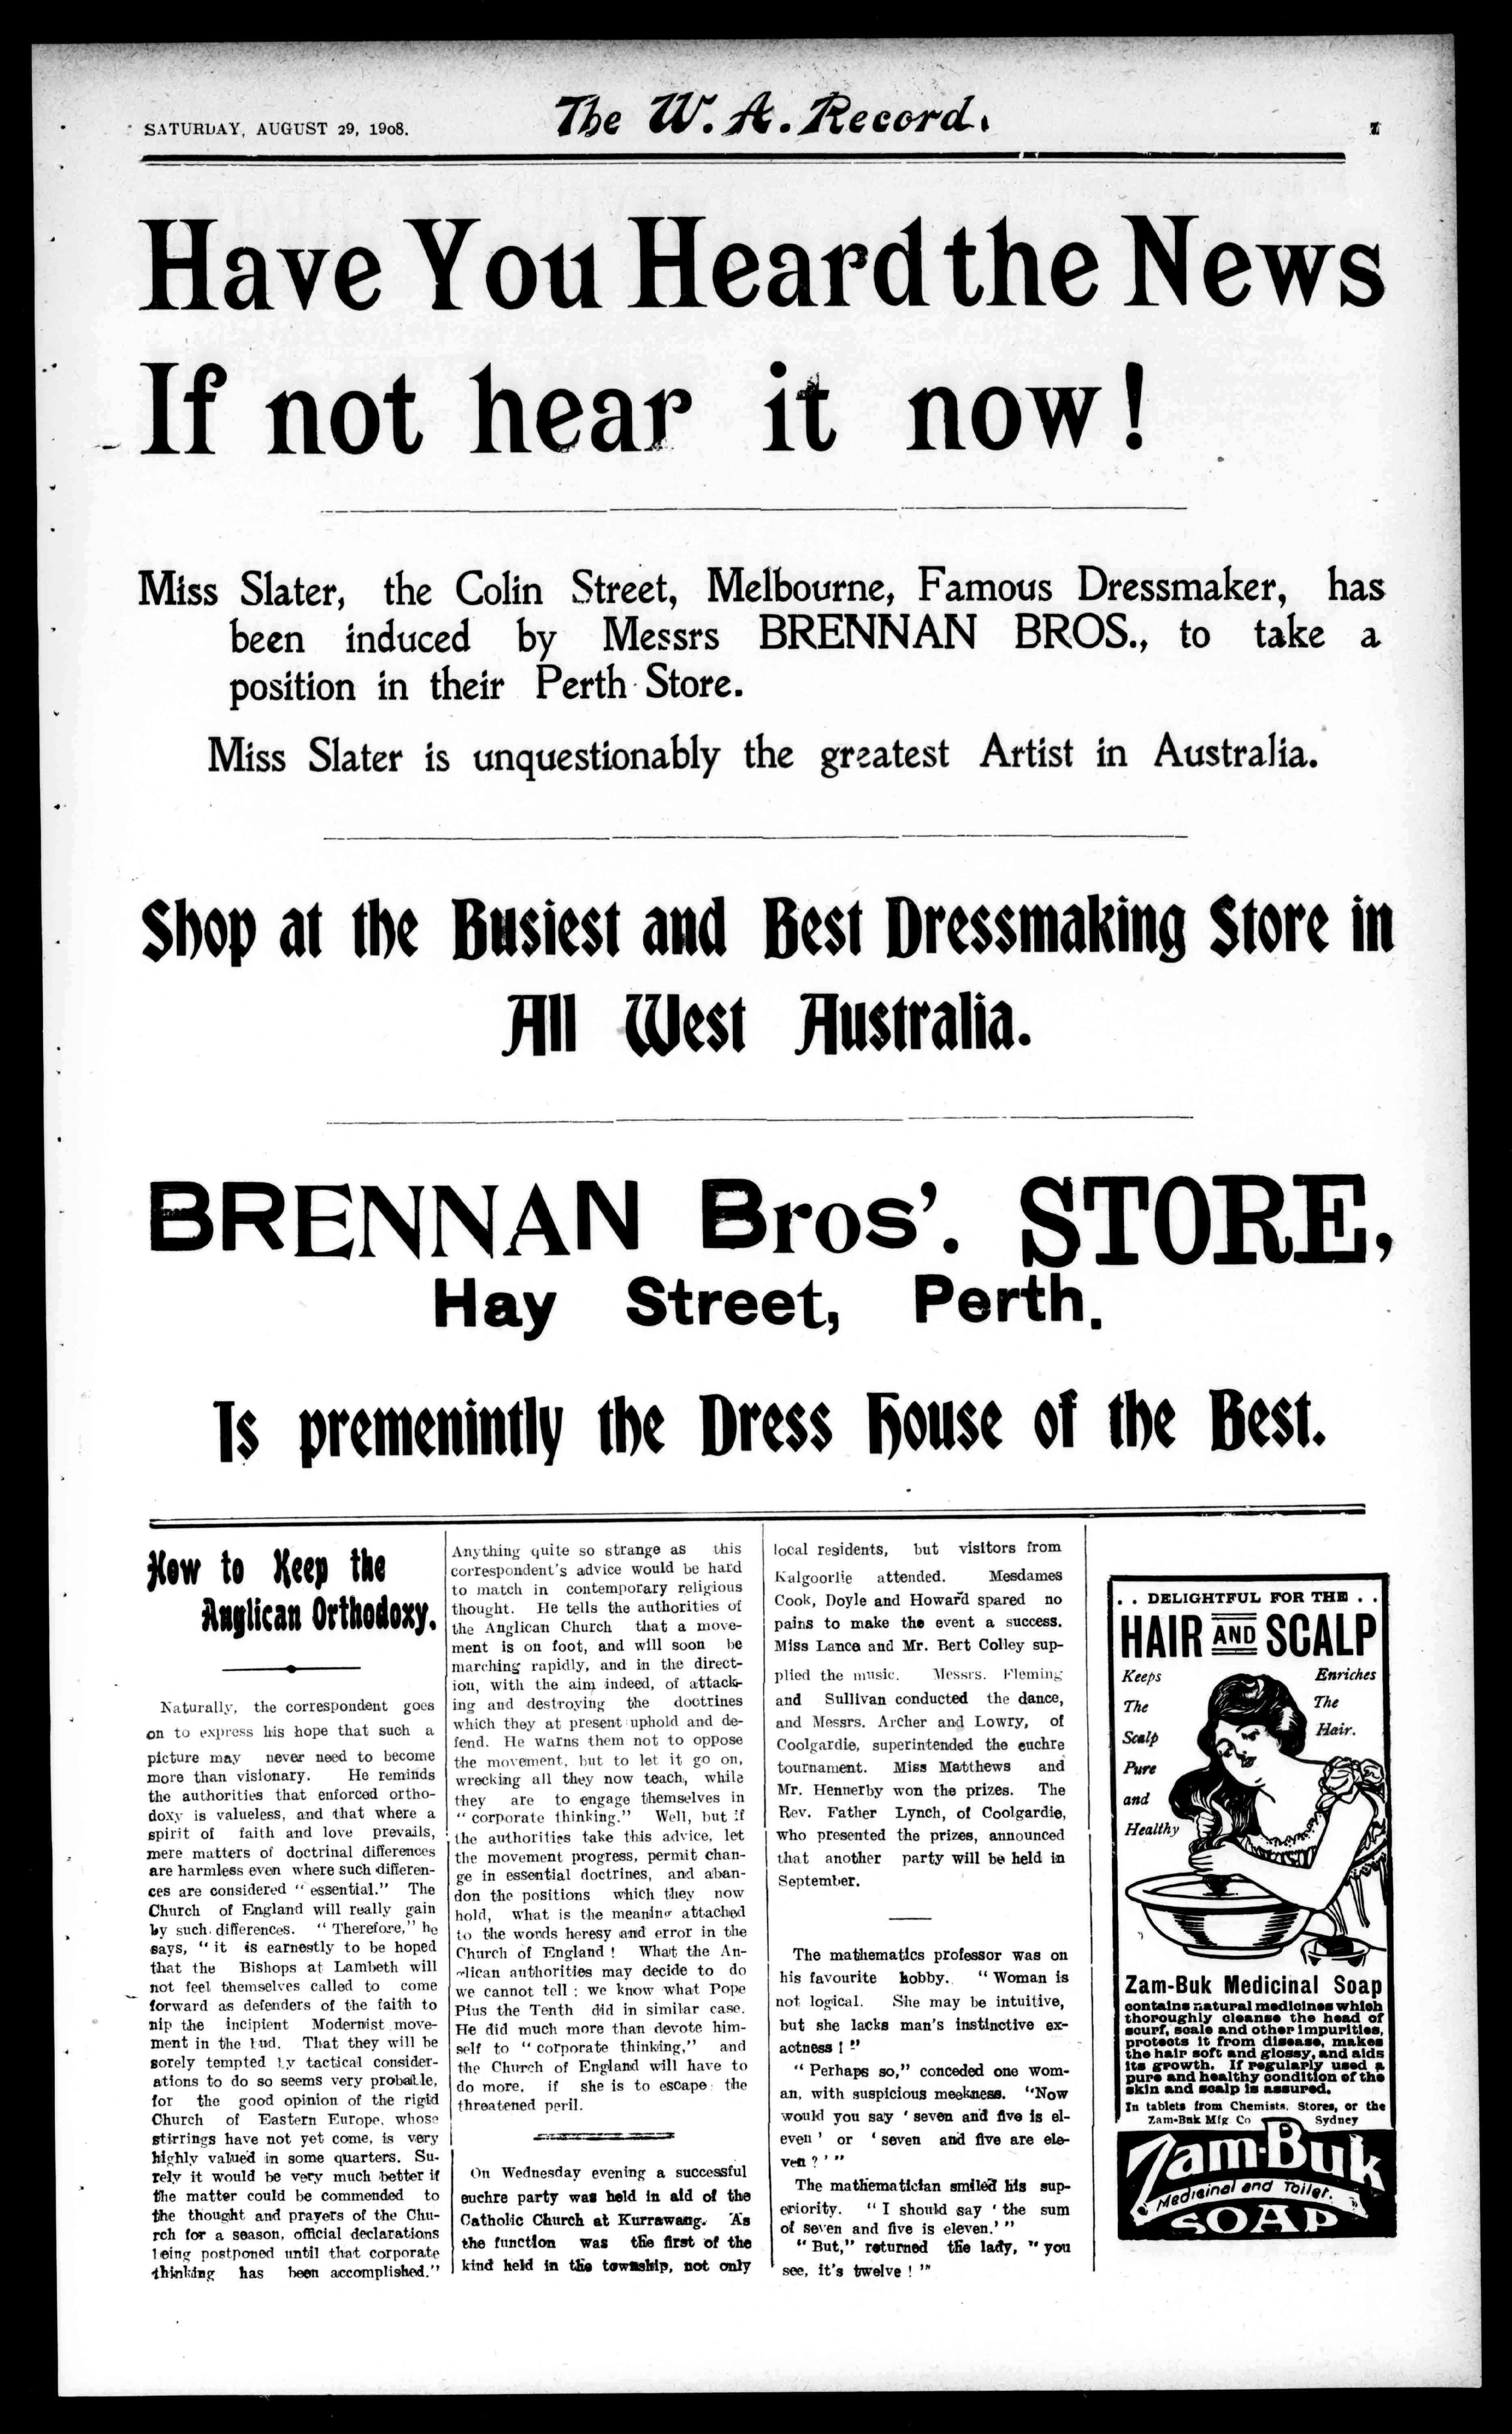 SATURDAY, AUGUST 29, 1908.
The W. A. Record.
7
Have You Heard the News
If not hear it now!
Miss Slater, the Colin Street, Melbourne, Famous Dressmaker, has
been induced by Messrs BRENNAN BROS., to take a
position in their Perth Store.
Miss Slater is unquestionably the greatest Artist in Australia.
Shop at the Busiest and Best Dressmaking Store in
All West Australia.
BRENNAN Bros'. STORE,
Hay Street, Perth.
Is premenintly the Dress House of the Best.
How to Keep the
Anglican Orthodoxy.
Naturally, the correspondent goes
on to express his hope that such a
picture may never need to become
more than visionary. He reminds
the authorities that enforced ortho-
doxy is valueless, and that where a
spirit of faith and love prevails,
mere matters of doctrinal differences
are harmless even where such differen-
ces are considered "essential." The
Church of England will really gain
by such differences. "Therefore," he
says, "it is earnestly to be hoped
that the Bishops at Lambeth will
not feel themselves called to come
forward as defenders of the faith to
nip the incipient Modernist move-
ment in the bud. That they will be
sorely tempted by tactical consider-
ations to do so seems very probable,
for the good opinion of the rigid
Church of Eastern Europe, whose
stirrings have not yet come, is very
highly valued in some quarters. Su-
rely it would be very much better if
the matter could be commended to
the thought and prayers of the Chu-
rch for a season, official declarations
being postponed until that corporate
thinking has been accomplished."
Anything quite so strange as this
correspondent's advice would be hard
to match in contemporary religious
thought. He tells the authorities of
the Anglican Church that a move-
ment is on foot, and will soon be
marching rapidly, and in the direct-
ion, with the aim indeed, of attack-
ing and destroying the doctrines
which they at present uphold and de-
fend. He warns them not to oppose
the movement, but to let it go on,
wrecking all they now teach, while
they are to engage themselves in
"corporate thinking." Well, but if
the authorities take this advice, let
the movement progress, permit chan-
ge in essential doctrines, and aban-
don the positions which they now
hold, what is the meaning attached
to the words heresy and error in the
Church of England! What the An-
glican authorities may decide to do
we cannot tell: we know what Pope
Pius the Tenth did in similar case.
He did much more than devote him-
self to "corporate thinking," and
the Church of England will have to
do more, if she is to escape the
threatened peril.
On Wednesday evening a successful
euchre party was held in aid of the
Catholic Church at Kurrawang. As
the function was the first of the
kind held in the township, not only
local residents, but visitors from
Kalgoorlie attended. Mesdames
Cook, Doyle and Howard spared no
pains to make the event a success.
Miss Lance and Mr. Bert Colley sup-
plied the music. Messrs. Fleming
and Sullivan conducted the dance,
and Messrs. Archer and Lowry, of
Coolgardie, superintended the euchre
tournament. Miss Matthews and
Mr. Hennerby won the prizes. The
Rev. Father Lynch, of Coolgardie,
who presented the prizes, announced
that another party will be held in
September.
The mathematics professor was on
his favourite hobby. "Woman is
not logical. She may be intuitive,
but she lacks man's instinctive ex-
actness!"
"Perhaps so," conceded one wom-
an, with suspicious meekness. "Now
would you say 'seven and five is el-
even' or 'seven and five are ele-
ven?'"
The mathematician smiled his sup-
eriority. "I should say 'the sum
of seven and five is eleven.'"
"But," returned the lady, "you
see, it's twelve!'"
. . DELIGHTFUL FOR THE . .
HAIR AND SCALP
Keeps
The
Scalp
Pure
and
Healthy
Enriches
The
Hair.
Zam-Buk Medicinal Soap
contains natural medicines which
thoroughly cleanse the head of
scurf, scale and other impurities,
protects it from disease, makes
the hair soft and glossy, and aids
its growth. If regularly used a
pure and healthy condition of the
skin and scalp is assured.
In tablets from Chemists, Stores, or the
Zam-Buk Mfg Co Sydney
Zam-Buk
Medicinal and Toilet.
SOAP